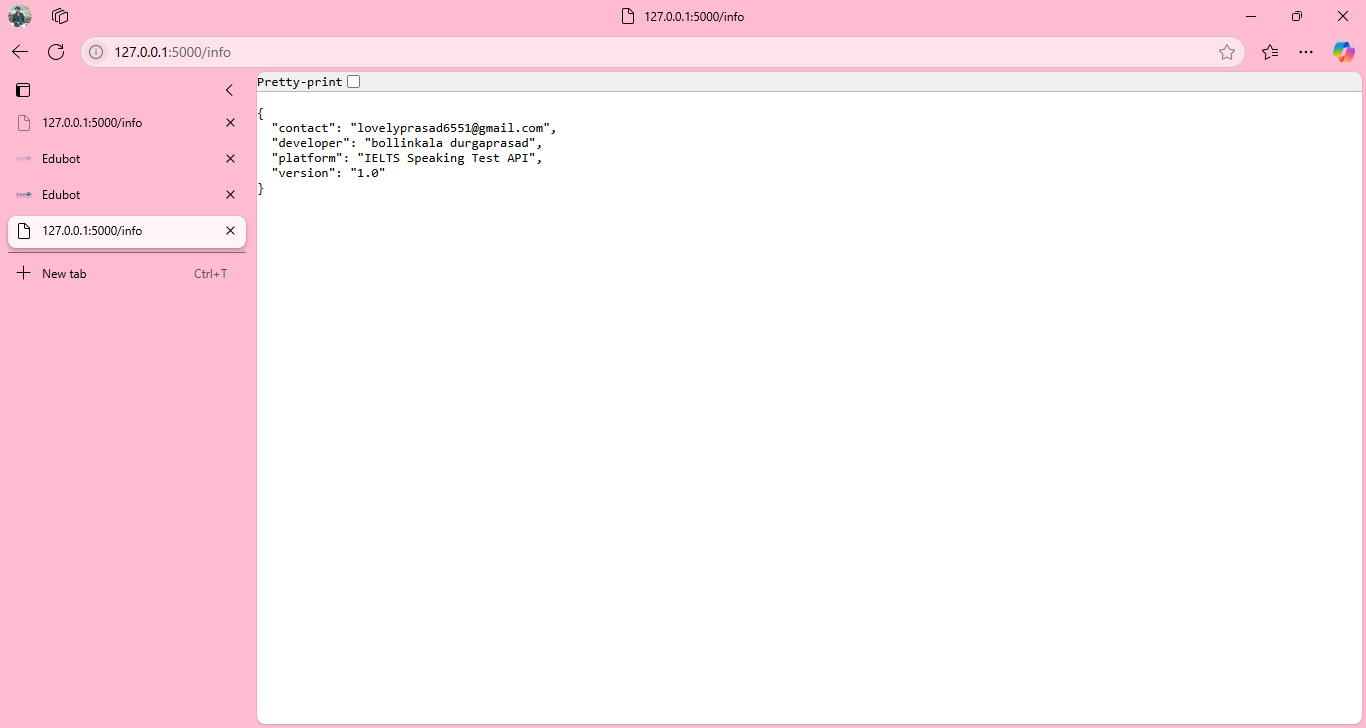 127.0.0.1:5000/info
127.0.0.1:5000/info
Pretty-print
127.0.0.1:5000/info
Edubot
Edubot
127.0.0.1:5000/info
New tab Ctrl+T
{
"contact": "lovelyprasad6551@gmail.com",
"developer": "bollinkala durgaprasad",
"platform": "IELTS Speaking Test API",
"version": "1.0"
}